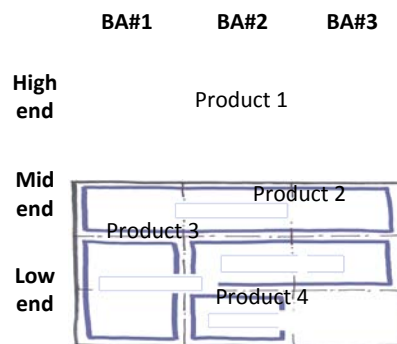 BA#1 BA#2 BA#3
High
end
Product 1
Mid
end
Product 2
Product 3
Low
end
Product 4